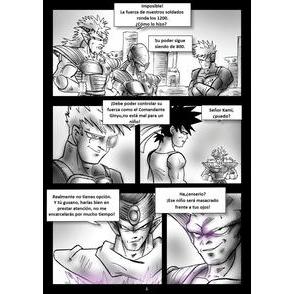 Imposible!
La fuerza de nuestros soldados
ronda los 1200.
¿Cómo lo hizo?
Su poder sigue
siendo de 800.
¡Debe poder controlar su
fuerza como el Comandante
Ginyu,no está mal para un
niño!
Señor Kami,
¿puedo?
Realmente no tienes opción.
Y tú gusano, harías bien en
prestar atención, no me
encarcelarás por mucho tiempo!
Ha,¿enserio?
¡Ese niño será masacrado
frente a tus ojos!